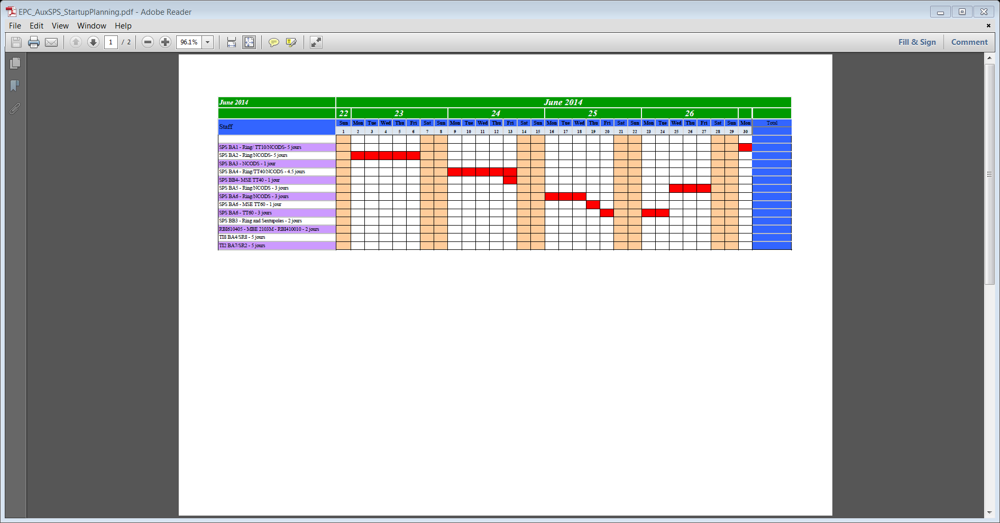 EPC_AuxSPS_StartupPlanning.pdf - Adobe Reader
File Edit View Window Help
1 / 2 96.1% Fill & Sign Comment
June 2014 June 2014
22 23 24 25 26
Staff Sun Mon Tue Wed Thu Fri Sat Sun Mon Tue Wed Thu Fri Sat Sun Mon Tue Wed Thu Fri Sat Sun Mon Tue Wed Thu Fri Sat Sun Mon Total
1 2 3 4 5 6 7 8 9 10 11 12 13 14 15 16 17 18 19 20 21 22 23 24 25 26 27 28 29 30
SPS BA1 - Ring/ TT10/NCODS- 5 jours
SPS BA2 - Ring/NCODS- 5 jours
SPS BA3 - NCODS - 1 jour
SPS BA4 - Ring/TT40/NCODS - 4.5 jours
SPS BB4- MSE TT40 - 1 jour
SPS BA5 - Ring/NCODS - 3 jours
SPS BA6 - Ring/NCODS - 3 jours
SPS BA6 - MSE TT60 - 1 jour
SPS BA6 - TT60 - 3 jours
SPS BB3 - Ring and Sextupoles - 2 jours
RBI610405 - MBE 2103M - RBI410010 - 2 jours
TI8 BA4/SR8 - 5 jours
TI2 BA7/SR2 - 5 jours